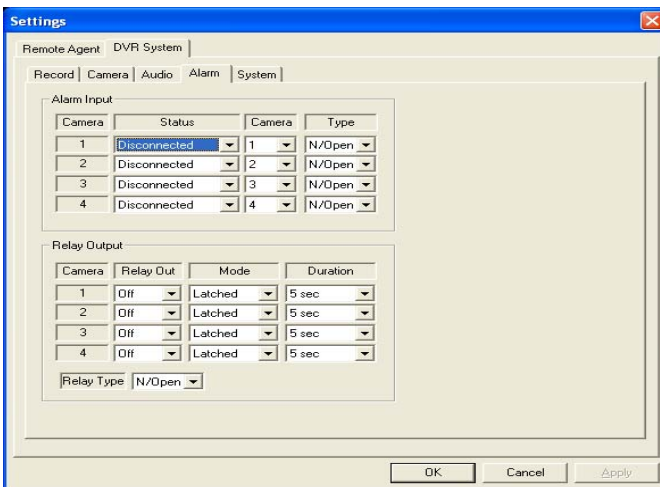 Settings
Remote Agent DVR System
Record Camera Audio Alarm System
Alarm Input
Camera Status Camera Type
1 Disconnected 1 N/Open
2 Disconnected 2 N/Open
3 Disconnected 3 N/Open
4 Disconnected 4 N/Open
Relay Output
Camera Relay Out Mode Duration
1 Off Latched 5 sec
2 Off Latched 5 sec
3 Off Latched 5 sec
4 Off Latched 5 sec
Relay Type N/Open
OK Cancel Apply